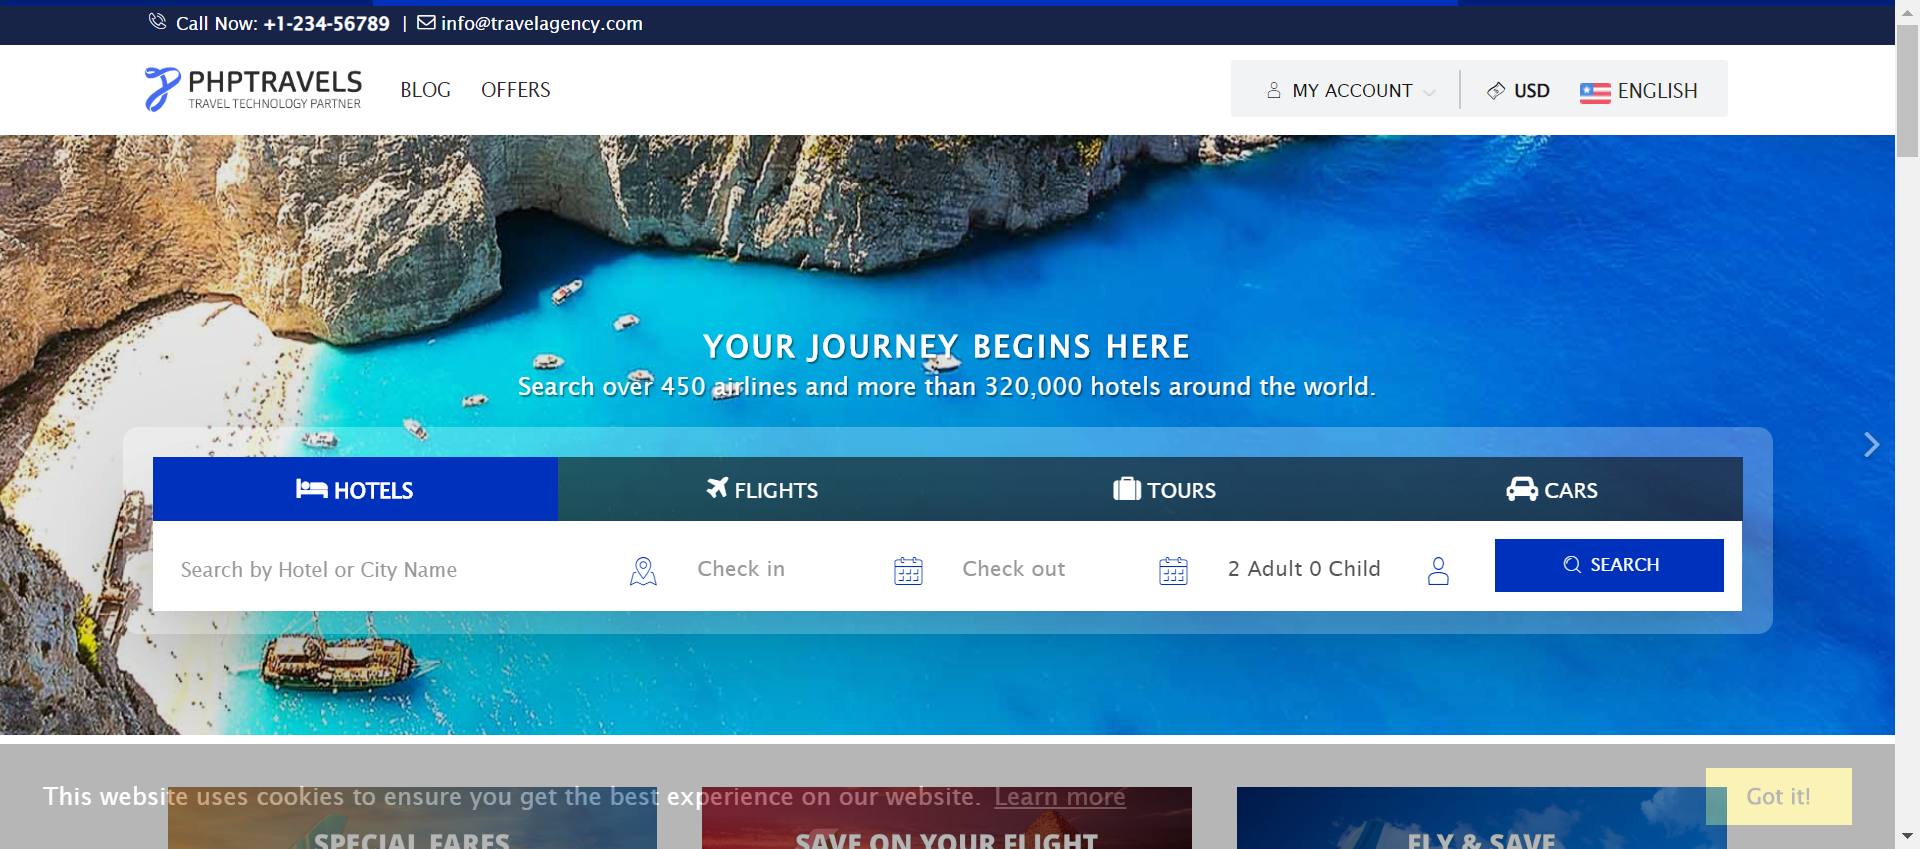 Call Now: +1-234-56789 | info@travelagency.com
PHPTRAVELS
TRAVEL TECHNOLOGY PARTNER
BLOG OFFERS
MY ACCOUNT USD ENGLISH
YOUR JOURNEY BEGINS HERE
Search over 450 airlines and more than 320,000 hotels around the world.
HOTELS FLIGHTS TOURS CARS
Search by Hotel or City Name Check in Check out 2 Adult 0 Child SEARCH
This website uses cookies to ensure you get the best experience on our website. Learn more Got it!
SPECIAL FARES SAVE ON YOUR FLIGHT FLY & SAVE